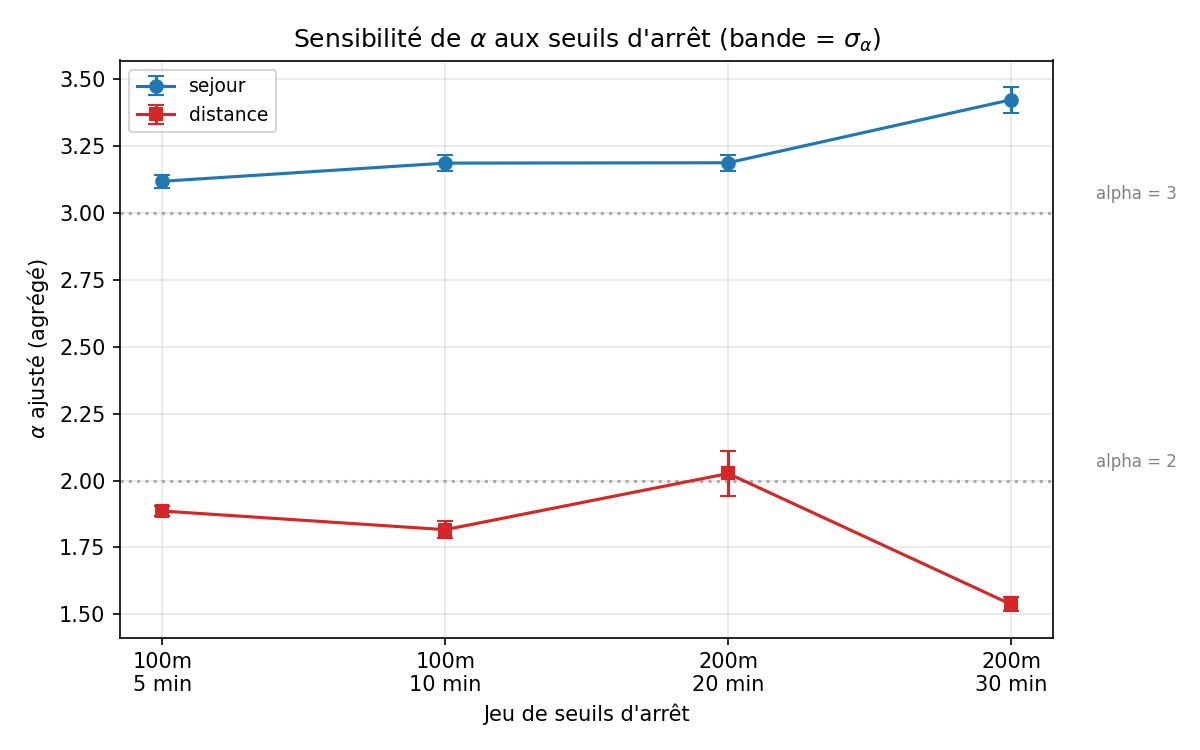 Sensibilité de α aux seuils d'arrêt (bande = σα)
sejour
distance
3.50
3.25
3.00
2.75
2.50
2.25
2.00
1.75
1.50
α ajusté (agrégé)
alpha = 3
alpha = 2
100m
5 min
100m
10 min
200m
20 min
200m
30 min
Jeu de seuils d'arrêt